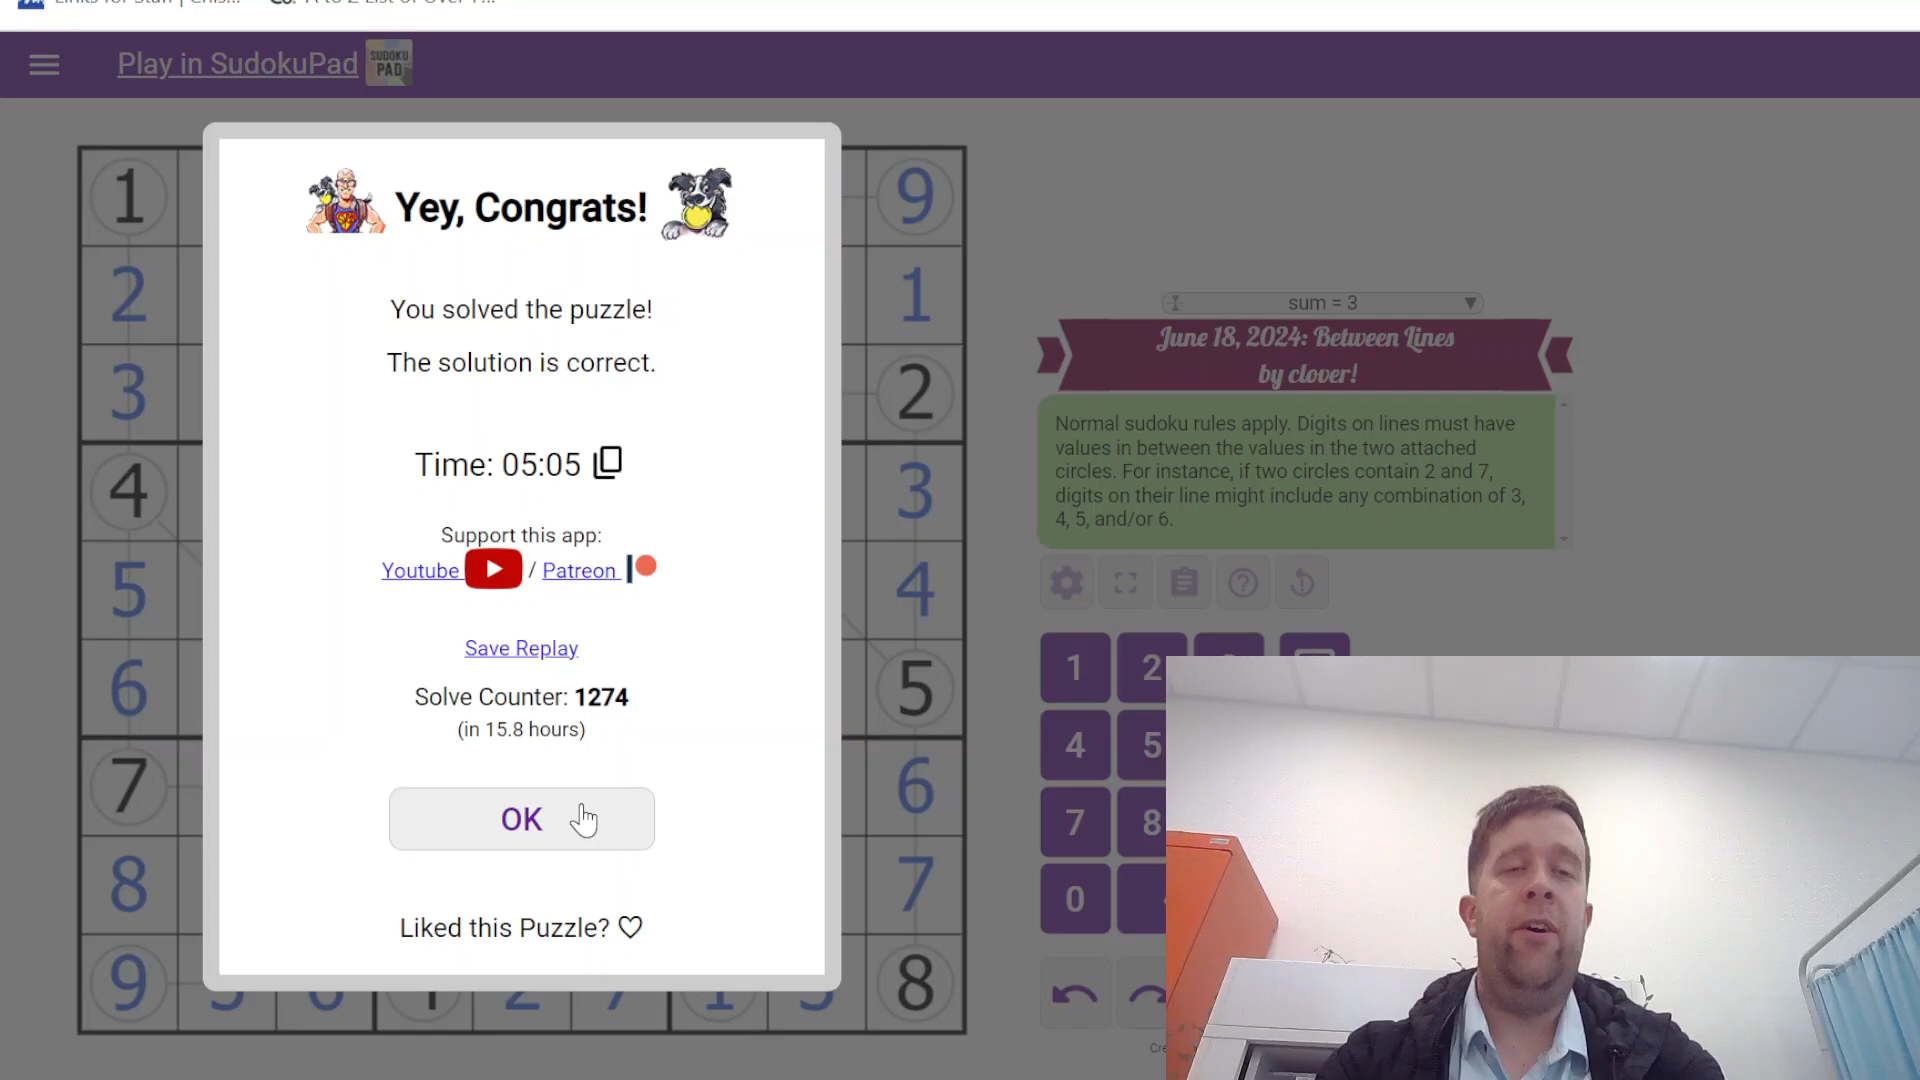 Play in SudokuPad SUDOKU PAD
Yey, Congrats!
You solved the puzzle!
The solution is correct.
Time: 05:05
Support this app:
Youtube / Patreon
Save Replay
Solve Counter: 1274
(in 15.8 hours)
OK
Liked this Puzzle? ♡
1
2
3
4
5
6
7
8
9
9
1
2
3
4
5
6
7
8
sum = 3
June 18, 2024: Between Lines
by clover!
Normal sudoku rules apply. Digits on lines must have
values in between the values in the two attached
circles. For instance, if two circles contain 2 and 7,
digits on their line might include any combination of 3,
4, 5, and/or 6.
1 2
4 5
7 8
0